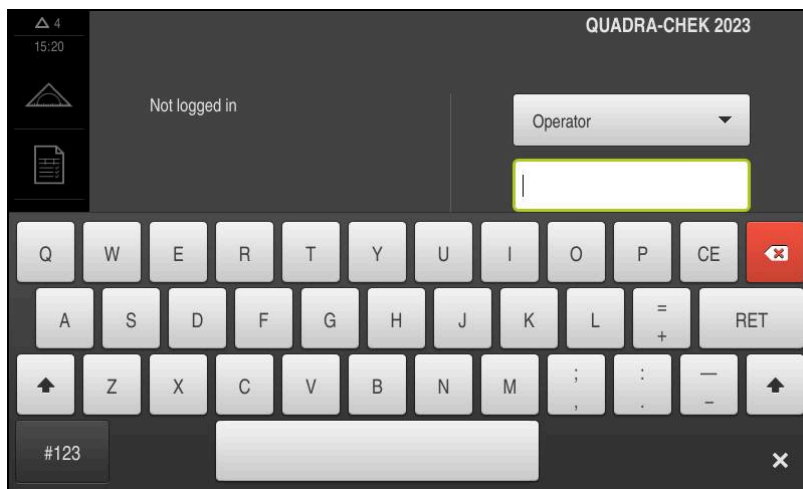 4
QUADRA-CHEK 2023
15:20
Not logged in
Operator
Q W E R T Y U I O P CE
A S D F G H J K L = + RET
Z X C V B N M ; , : . — -
#123